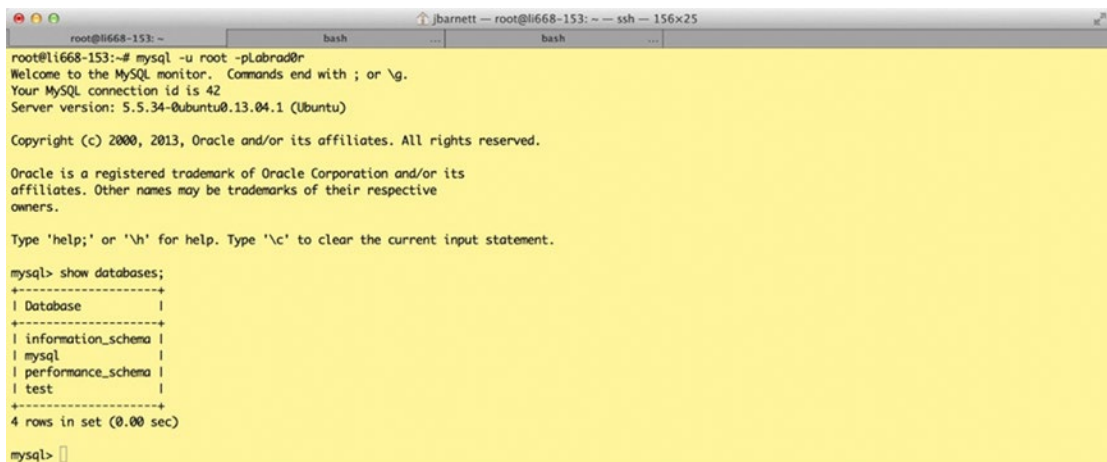 jbarnett — root@li668-153: ~ — ssh — 156×25
root@li668-153: ~ bash ... bash ...
root@li668-153:~# mysql -u root -pLabrad0r
Welcome to the MySQL monitor.  Commands end with ; or \g.
Your MySQL connection id is 42
Server version: 5.5.34-0ubuntu0.13.04.1 (Ubuntu)
Copyright (c) 2000, 2013, Oracle and/or its affiliates. All rights reserved.
Oracle is a registered trademark of Oracle Corporation and/or its
affiliates. Other names may be trademarks of their respective
owners.
Type 'help;' or '\h' for help. Type '\c' to clear the current input statement.
mysql> show databases;
+--------------------+
| Database           |
+--------------------+
| information_schema |
| mysql              |
| performance_schema |
| test               |
+--------------------+
4 rows in set (0.00 sec)
mysql>